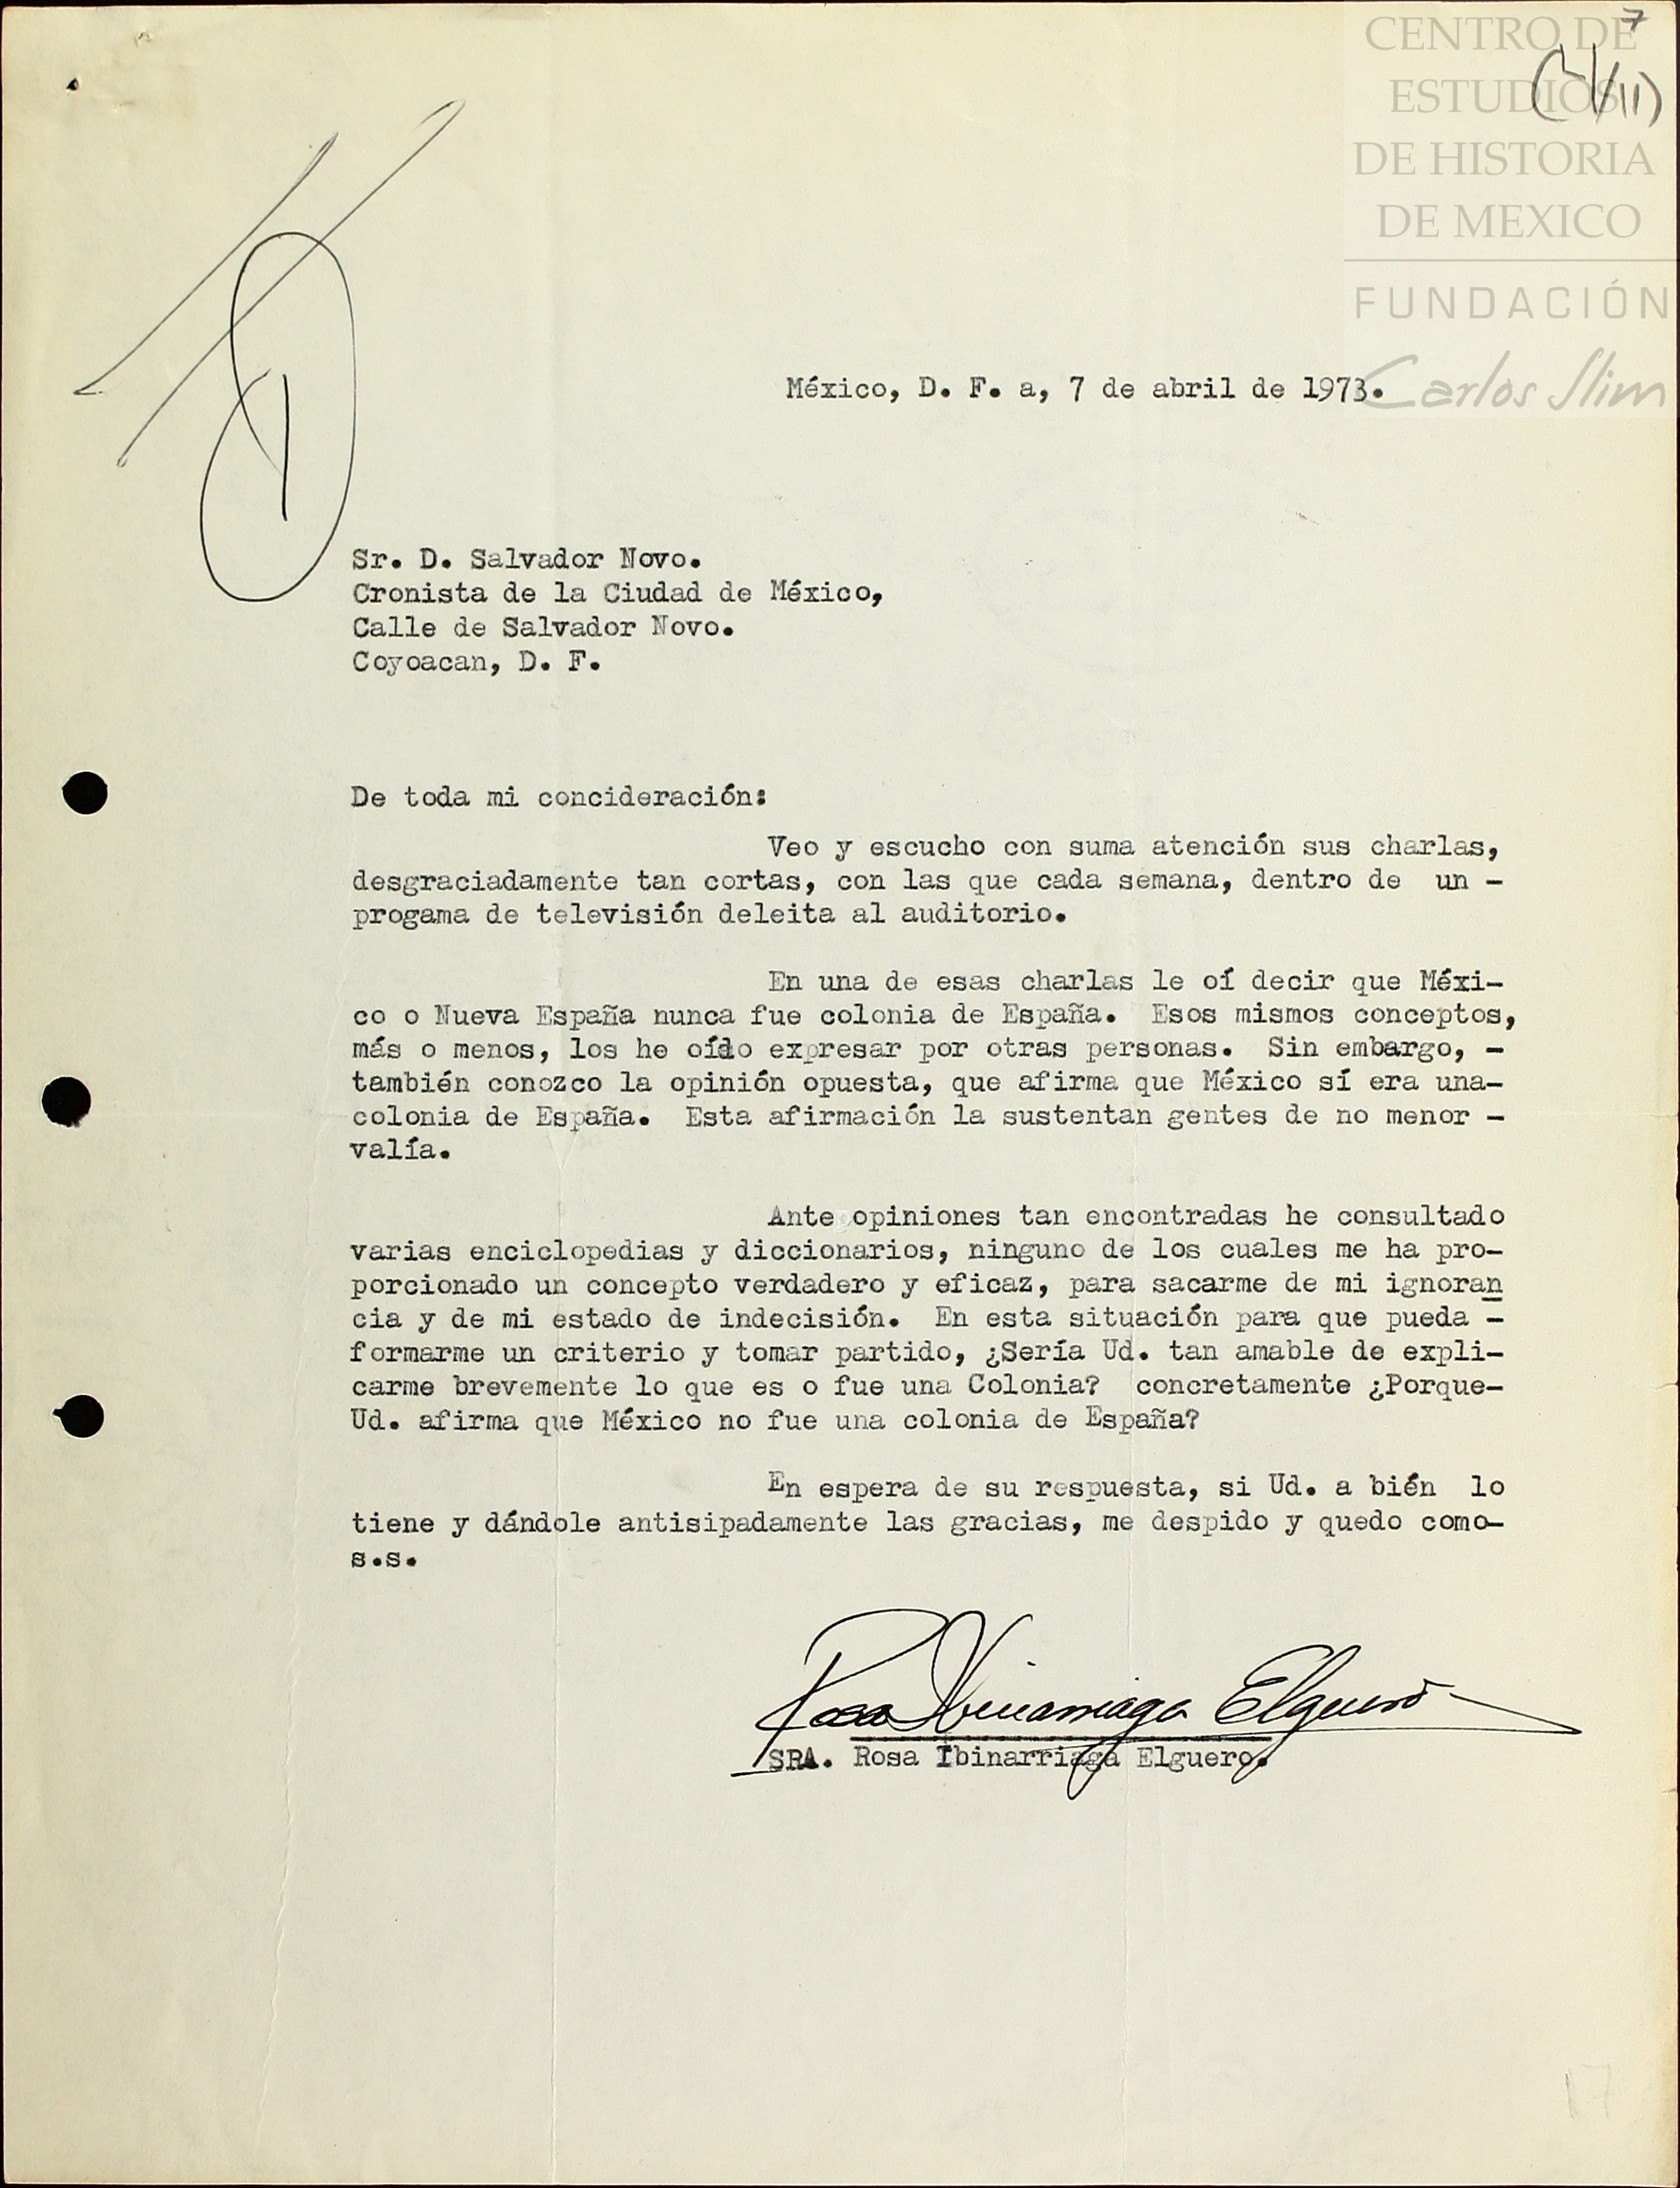 CENTRO DE
ESTUDIOS
DE HISTORIA
DE MEXICO
FUNDACIÓN
Carlos Slim
7
México, D. F. a, 7 de abril de 1973.
Sr. D. Salvador Novo.
Cronista de la Ciudad de México,
Calle de Salvador Novo.
Coyoacan, D. F.
De toda mi concideración:
Veo y escucho con suma atención sus charlas,
desgraciadamente tan cortas, con las que cada semana, dentro de un -
progama de televisión deleita al auditorio.
En una de esas charlas le oí decir que Méxi-
co o Nueva España nunca fue colonia de España. Esos mismos conceptos,
más o menos, los he oído expresar por otras personas. Sin embargo, -
también conozco la opinión opuesta, que afirma que México sí era una-
colonia de España. Esta afirmación la sustentan gentes de no menor -
valía.
Ante opiniones tan encontradas he consultado
varias enciclopedias y diccionarios, ninguno de los cuales me ha pro-
porcionado un concepto verdadero y eficaz, para sacarme de mi ignoran
cia y de mi estado de indecisión. En esta situación para que pueda -
formarme un criterio y tomar partido, ¿Sería Ud. tan amable de expli-
carme brevemente lo que es o fue una Colonia? concretamente ¿Porque-
Ud. afirma que México no fue una colonia de España?
En espera de su respuesta, si Ud. a bién lo
tiene y dándole antisipadamente las gracias, me despido y quedo como-
s.s.
Rosa Ibinarriaga Elguero
SRA. Rosa Ibinarriaga Elguero.
17